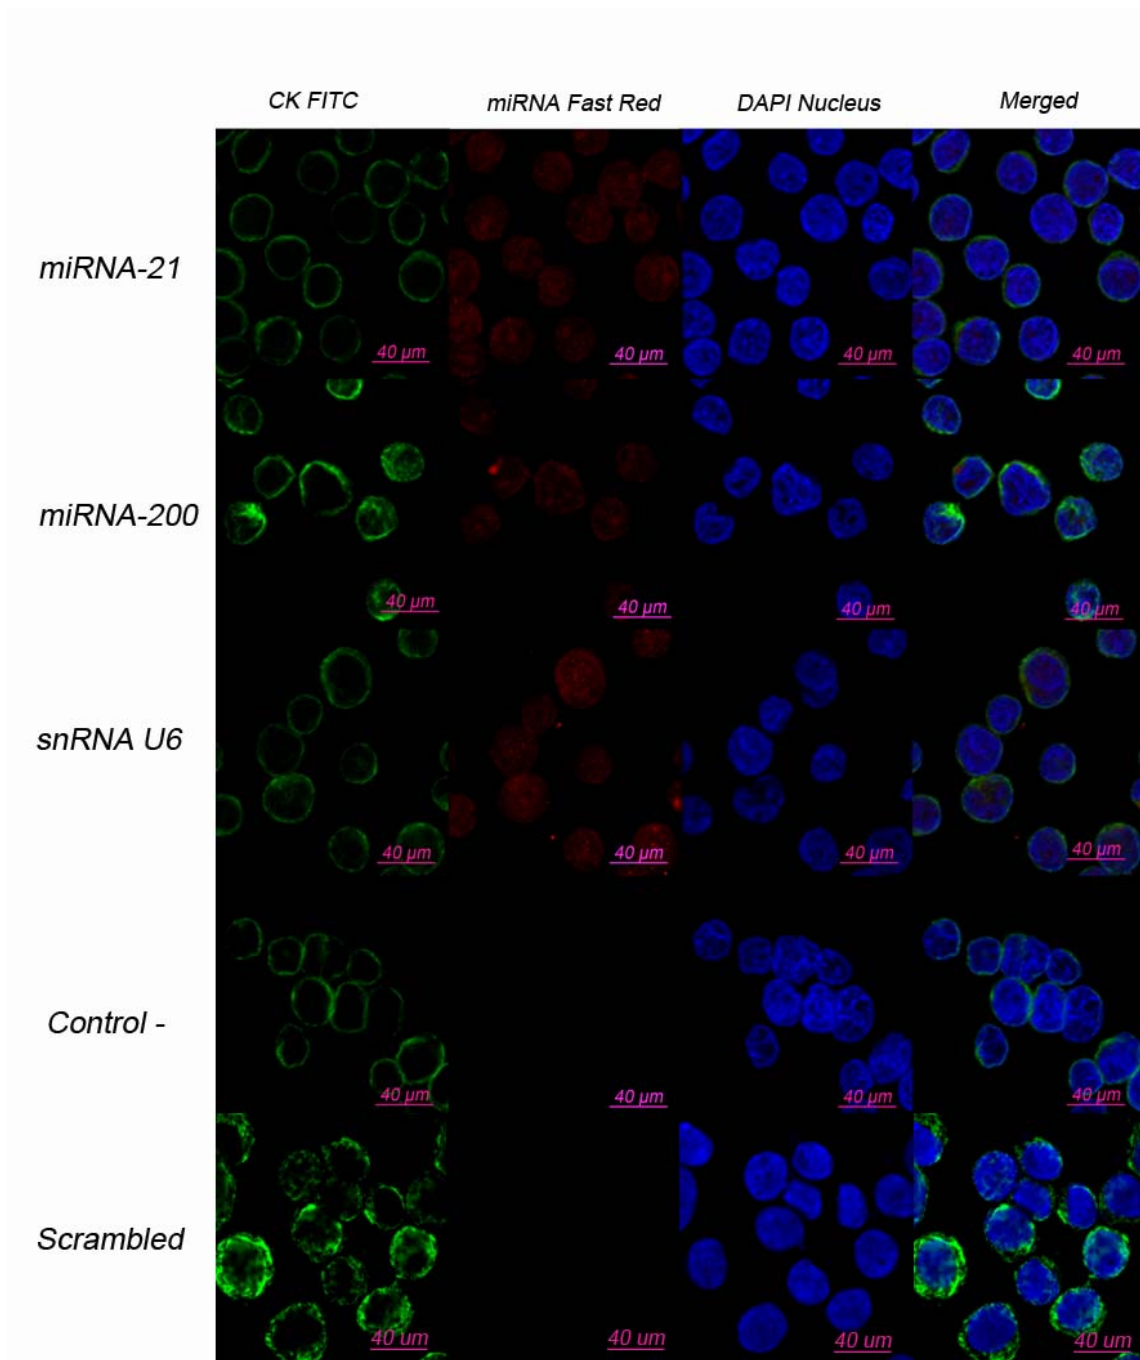 CK FITC miRNA Fast Red DAPI Nucleus Merged
miRNA-21
40 µm 40 µm 40 µm 40 µm
miRNA-200
40 µm 40 µm 40 µm 40 µm
snRNA U6
40 µm 40 µm 40 µm 40 µm
Control -
40 µm 40 µm 40 µm 40 µm
Scrambled
40 um 40 um 40 um 40 um